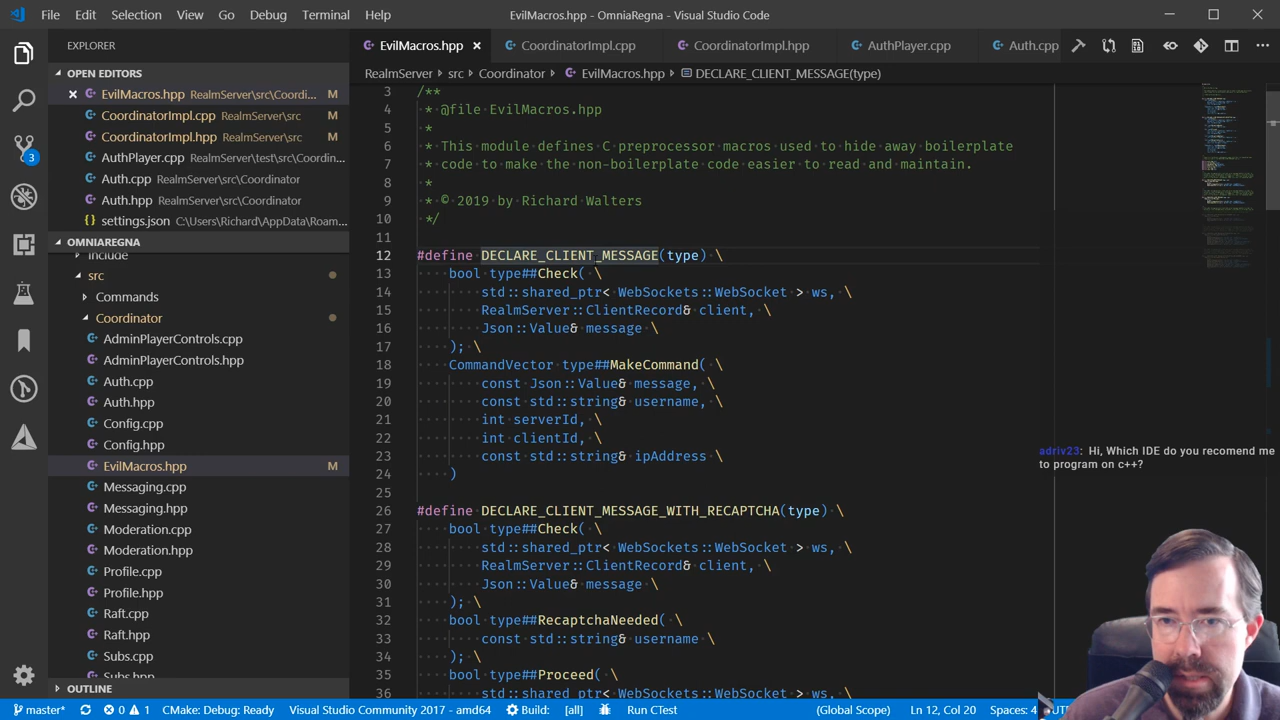 File Edit Selection View Go Debug Terminal Help EvilMacros.hpp - OmniaRegna - Visual Studio Code
EXPLORER
OPEN EDITORS
EvilMacros.hpp RealmServer\src\Coordi... M
CoordinatorImpl.cpp RealmServer\src M
CoordinatorImpl.hpp RealmServer\src M
AuthPlayer.cpp RealmServer\test\src\Coordin...
Auth.cpp RealmServer\src\Coordinator
Auth.hpp RealmServer\src\Coordinator
settings.json C:\Users\Richard\AppData\Roam...
OMNIAREGNA
include
src
Commands
Coordinator
AdminPlayerControls.cpp
AdminPlayerControls.hpp
Auth.cpp
Auth.hpp
Config.cpp
Config.hpp
EvilMacros.hpp M
Messaging.cpp
Messaging.hpp
Moderation.cpp
Moderation.hpp
Profile.cpp
Profile.hpp
Raft.cpp
Raft.hpp
Subs.cpp
Subs.hpp
OUTLINE
3
EvilMacros.hpp CoordinatorImpl.cpp CoordinatorImpl.hpp AuthPlayer.cpp Auth.cpp
RealmServer > src > Coordinator > EvilMacros.hpp > DECLARE_CLIENT_MESSAGE(type)
3 /**
4 * @file EvilMacros.hpp
5 *
6 * This module defines C preprocessor macros used to hide away boilerplate
7 * code to make the non-boilerplate code easier to read and maintain.
8 *
9 * © 2019 by Richard Walters
10 */
11
12 #define DECLARE_CLIENT_MESSAGE(type) \
13 bool type##Check( \
14 std::shared_ptr< WebSockets::WebSocket > ws, \
15 RealmServer::ClientRecord& client, \
16 Json::Value& message \
17 ); \
18 CommandVector type##MakeCommand( \
19 const Json::Value& message, \
20 const std::string& username, \
21 int serverId, \
22 int clientId, \
23 const std::string& ipAddress \
24 )
25
26 #define DECLARE_CLIENT_MESSAGE_WITH_RECAPTCHA(type) \
27 bool type##Check( \
28 std::shared_ptr< WebSockets::WebSocket > ws, \
29 RealmServer::ClientRecord& client, \
30 Json::Value& message \
31 ); \
32 bool type##RecaptchaNeeded( \
33 const std::string& username \
34 ); \
35 bool type##Proceed( \
36 std::shared_ptr< WebSockets::WebSocket > ws, \
adriv23: Hi, Which IDE do you recomend me
to program on c++?
master* 0 1 CMake: Debug: Ready Visual Studio Community 2017 - amd64 Build: [all] Run CTest (Global Scope) Ln 12, Col 20 Spaces: 4